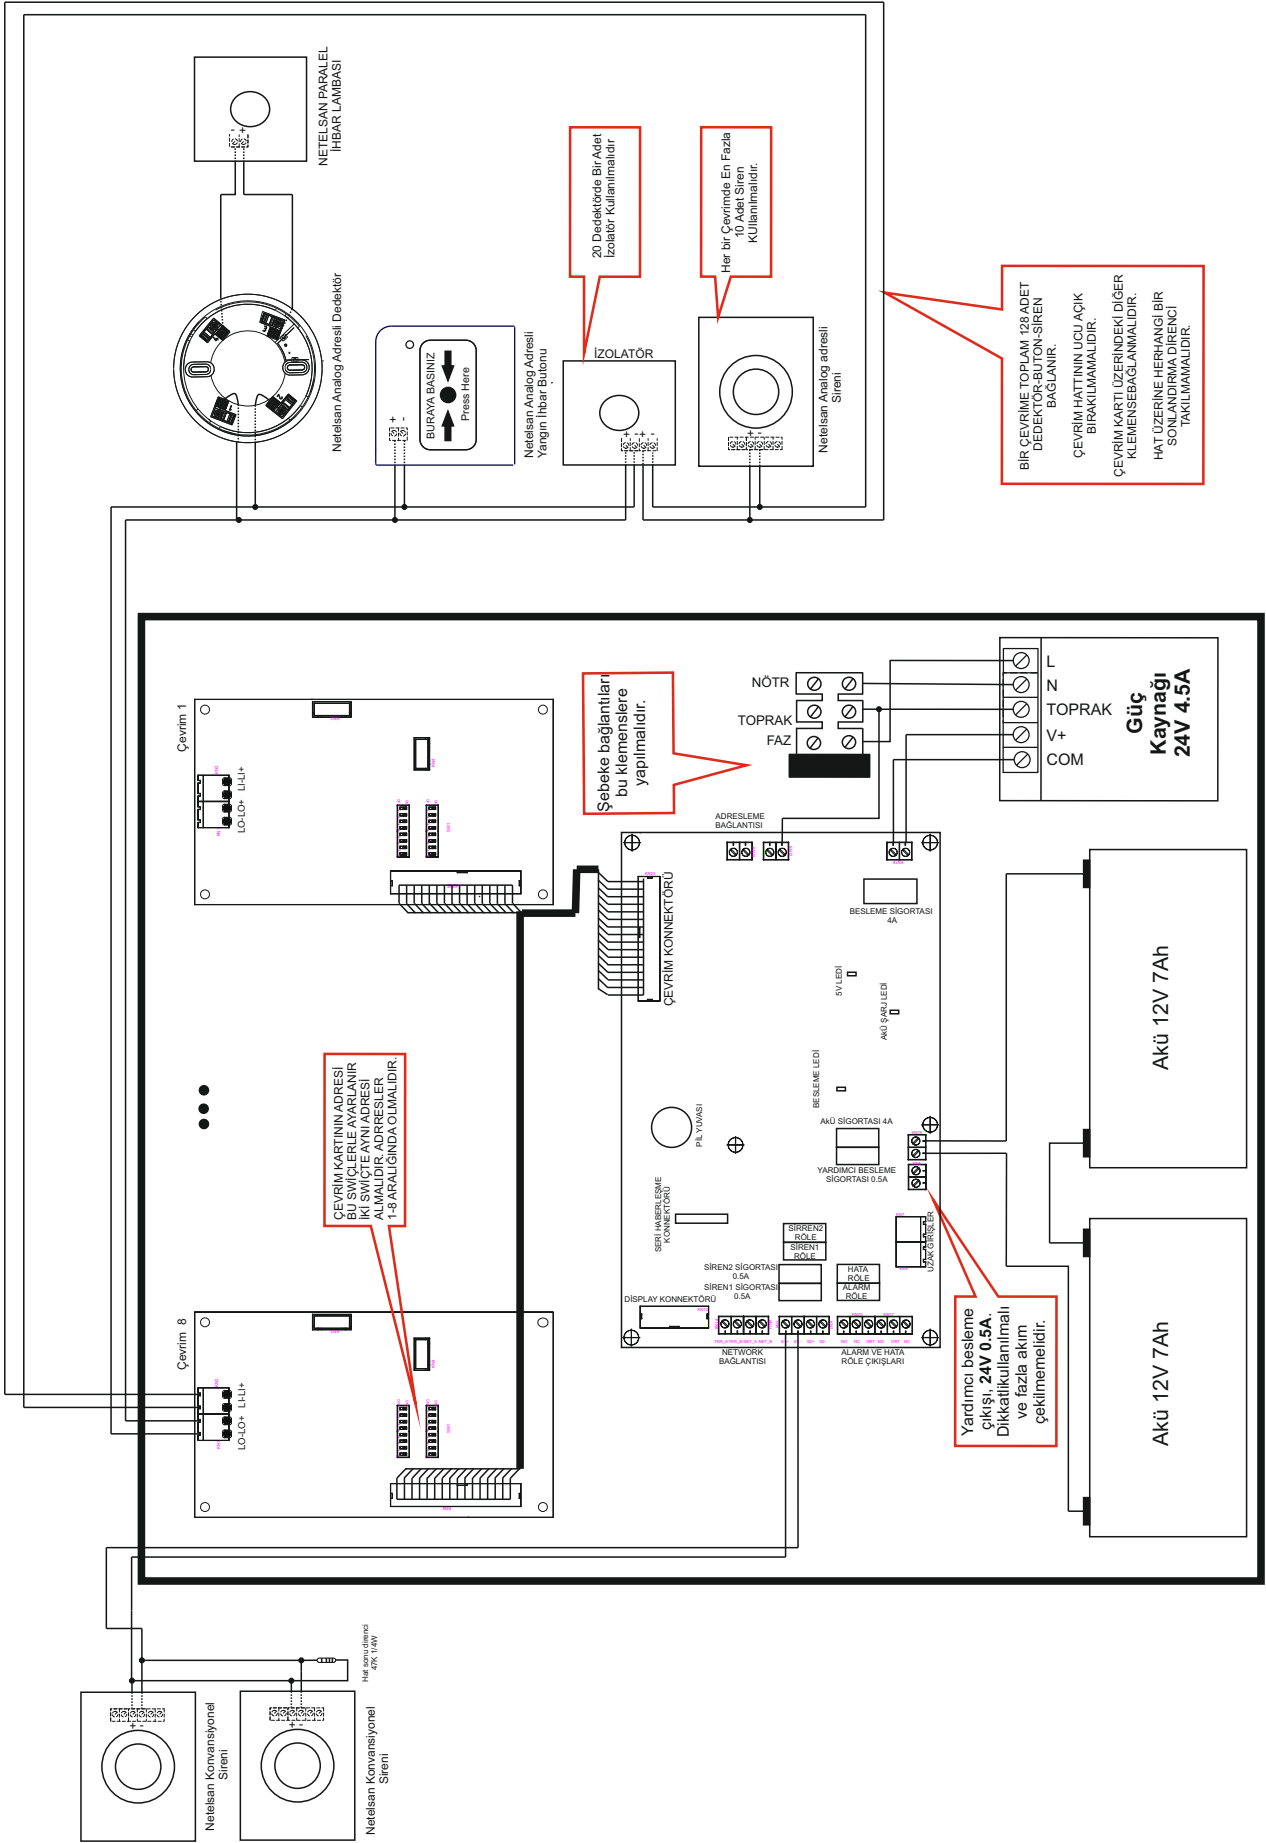 NETELSAN PARALEL
İHBAR LAMBASI
-
+
Netelsan Analog Adresli Dedektör
BURAYA BASINIZ
Press Here
+
-
Netelsan Analog Adresli
Yangın İhbar Butonu
20 Dedektörde Bir Adet
İzolatör Kullanılmalıdır
İZOLATÖR
+ - + -
Her bir Çevrimde En Fazla
10 Adet Siren
KUllanılmalıdır.
+ -
Netelsan Analog adresli
Sireni
BİR ÇEVRİME TOPLAM 128 ADET
DEDEKTÖR-BUTON-SİREN
BAĞLANIR.
ÇEVRİM HATTININ UCU AÇIK
BIRAKILMAMALIDIR.
ÇEVRİM KARTI ÜZERİNDEKİ DİĞER
KLEMENSEBAĞLANMALIDIR.
HAT ÜZERİNE HERHANGİ BİR
SONLANDIRMA DİRENCİ
TAKILMAMALIDIR.
Çevrim 1
LO-LO+ LI-LI+
Şebeke bağlantıları
bu klemenslere
yapılmalıdır.
NÖTR
TOPRAK
FAZ
L
N
TOPRAK
V+
COM
Güç
Kaynağı
24V 4.5A
ADRESLEME
BAĞLANTISI
ÇEVRİM KONNEKTÖRÜ
BESLEME SİGORTASI
4A
5V LEDİ
AKÜ ŞARJ LEDİ
BESLEME LEDİ
PİL YUVASI
AKÜ SİGORTASI 4A
YARDIMCI BESLEME
SİGORTASI 0.5A
SERİ HABERLEŞME
KONNEKTÖRÜ
SİRREN2
RÖLE
SİREN1
RÖLE
SİREN2 SİGORTASI
0.5A
SİREN1 SİGORTASI
0.5A
HATA
RÖLE
ALARM
RÖLE
UZAK GİRİŞLER
DİSPLAY KONNEKTÖRÜ
NETWORK
BAĞLANTISI
ALARM VE HATA
RÖLE ÇIKIŞLARI
Akü 12V 7Ah
Akü 12V 7Ah
Yardımcı besleme
çıkışı, 24V 0.5A.
Dikkatlikullanılmalı
ve fazla akım
çekilmemelidir.
ÇEVRİM KARTININ ADRESİ
BU SWİÇLERLE AYARLANIR
İKİ SWİÇTE AYNI ADRESİ
ALMALIDIR. ADRRESLER
1-8 ARALIĞINDA OLMALIDIR.
Çevrim 8
LO-LO+ LI-LI+
Hat sonu direnci
47K 1/4W
+ -
Netelsan Konvansiyonel
Sireni
+ -
Netelsan Konvansiyonel
Sireni